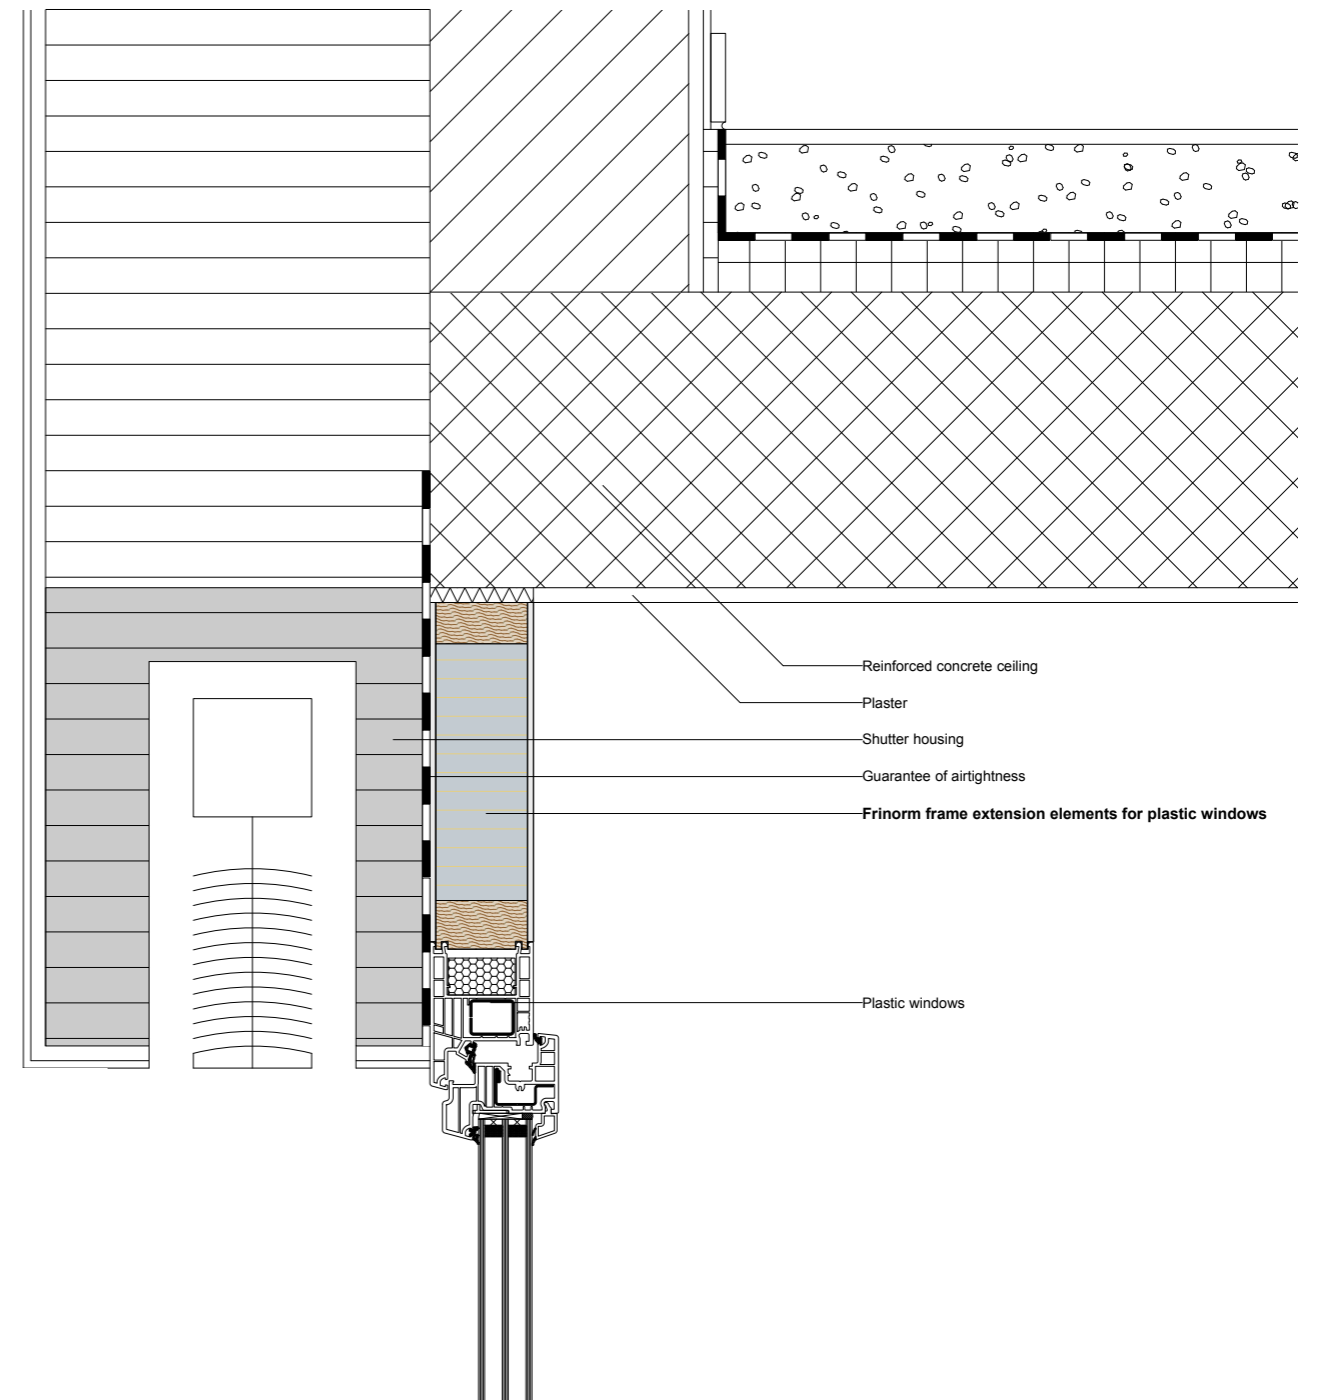 Reinforced concrete ceiling
Plaster
Shutter housing
Guarantee of airtightness
Frinorm frame extension elements for plastic windows
Plastic windows